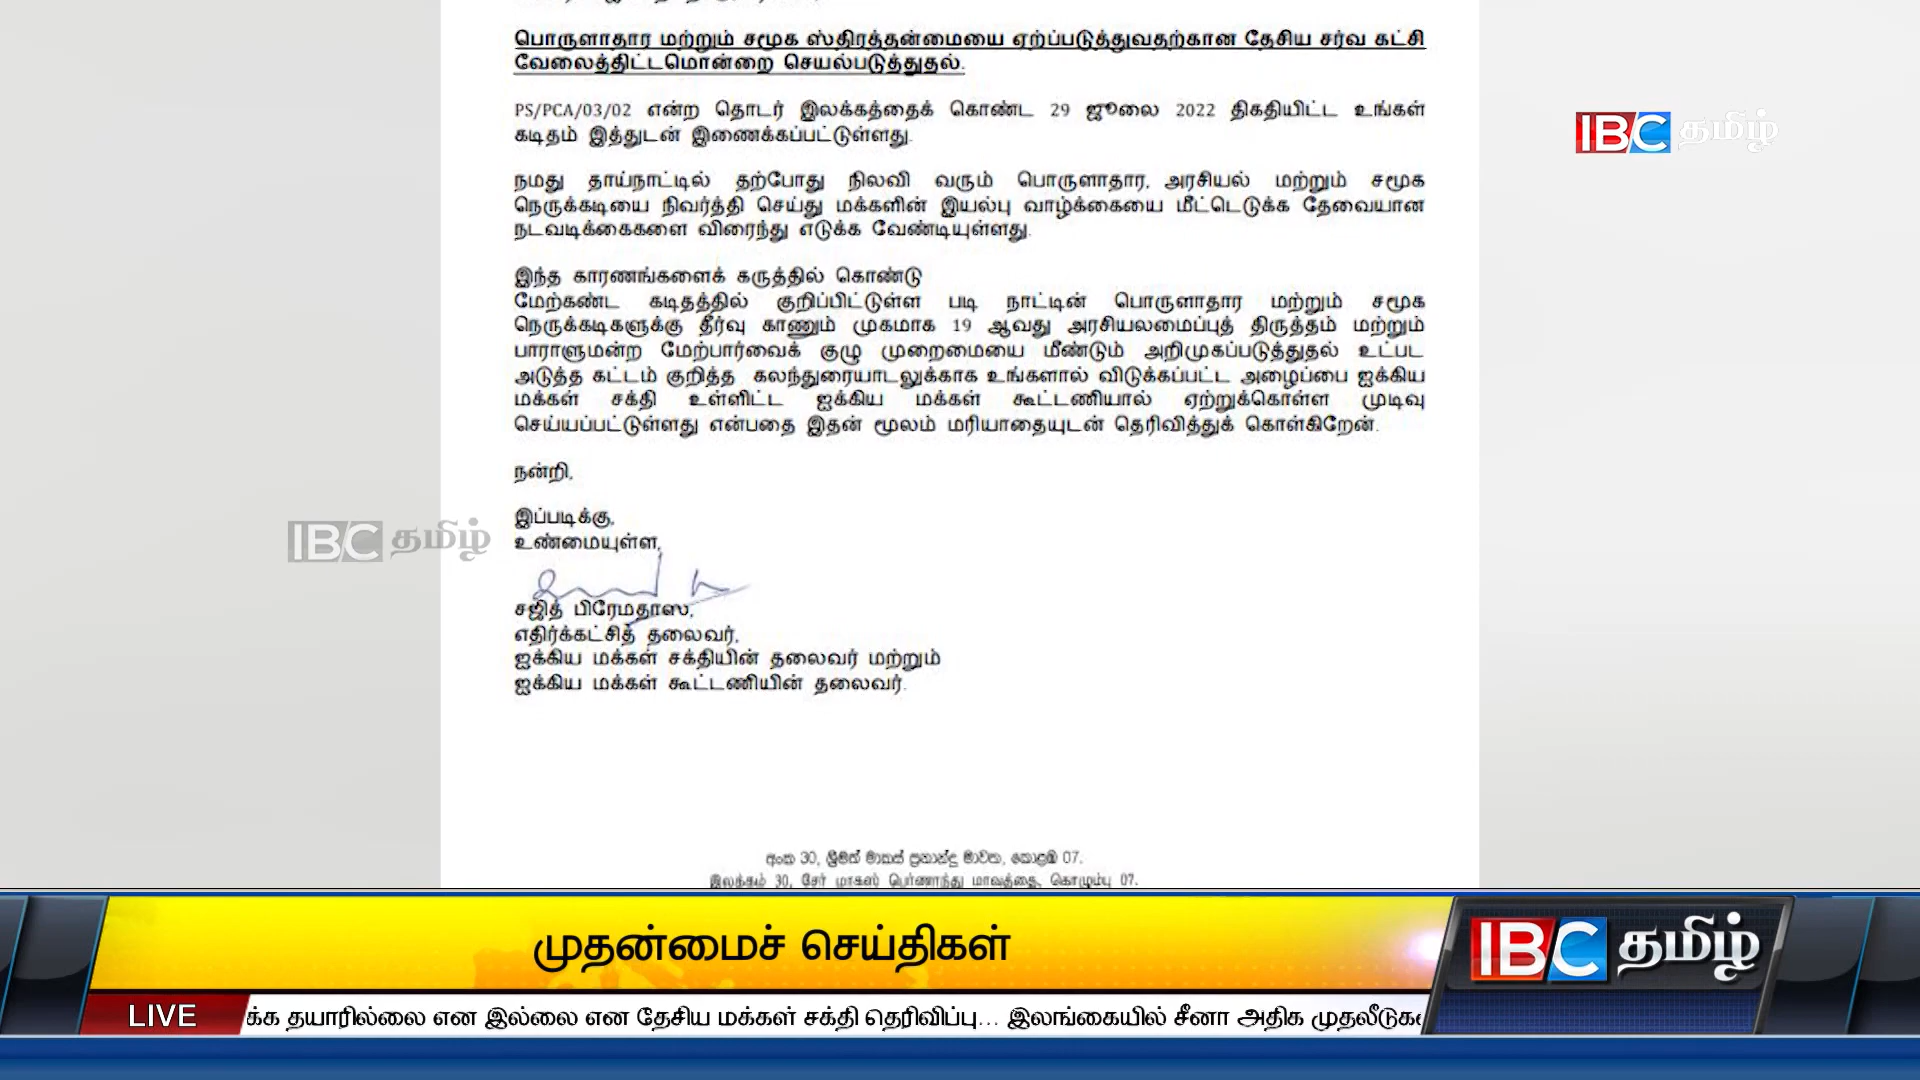 பொருளாதார மற்றும் சமூக ஸ்திரத்தன்மையை ஏற்ப்படுத்துவதற்கான தேசிய சர்வ கட்சி
வேலைத்திட்டமொன்றை செயல்படுத்துதல்.
PS/PCA/03/02 என்ற தொடர் இலக்கத்தைக் கொண்ட 29 ஜூலை 2022 திகதியிட்ட உங்கள்
கடிதம் இத்துடன் இணைக்கப்பட்டுள்ளது.
IBC தமிழ்
நமது தாய்நாட்டில் தற்போது நிலவி வரும் பொருளாதார, அரசியல் மற்றும் சமூக
நெருக்கடியை நிவர்த்தி செய்து மக்களின் இயல்பு வாழ்க்கையை மீட்டெடுக்க தேவையான
நடவடிக்கைகளை விரைந்து எடுக்க வேண்டியுள்ளது.
இந்த காரணங்களைக் கருத்தில் கொண்டு
மேற்கண்ட கடிதத்தில் குறிப்பிட்டுள்ள படி நாட்டின் பொருளாதார மற்றும் சமூக
நெருக்கடிகளுக்கு தீர்வு காணும் முகமாக 19 ஆவது அரசியலமைப்புத் திருத்தம் மற்றும்
பாராளுமன்ற மேற்பார்வைக் குழு முறைமையை மீண்டும் அறிமுகப்படுத்துதல் உட்பட
அடுத்த கட்டம் குறித்த கலந்துரையாடலுக்காக உங்களால் விடுக்கப்பட்ட அழைப்பை ஐக்கிய
மக்கள் சக்தி உள்ளிட்ட ஐக்கிய மக்கள் கூட்டணியால் ஏற்றுக்கொள்ள முடிவு
செய்யப்பட்டுள்ளது என்பதை இதன் மூலம் மரியாதையுடன் தெரிவித்துக் கொள்கிறேன்.
நன்றி,
இப்படிக்கு,
IBC தமிழ்
உண்மையுள்ள,
சஜித் பிரேமதாஸ,
எதிர்க்கட்சித் தலைவர்,
ஐக்கிய மக்கள் சக்தியின் தலைவர் மற்றும்
ஐக்கிய மக்கள் கூட்டணியின் தலைவர்.
අංක 30, ශ්‍රීමත් මාකස් ප්‍රනාන්දු මාවත, කොළඹ 07.
இலத்கம் 30, சேர் மாகஸ் பெர்ணாந்து மாவத்தை, கொழும்பு 07.
முதன்மைச் செய்திகள்
IBC தமிழ்
LIVE
க்க தயாரில்லை என இல்லை என தேசிய மக்கள் சக்தி தெரிவிப்பு... இலங்கையில் சீனா அதிக